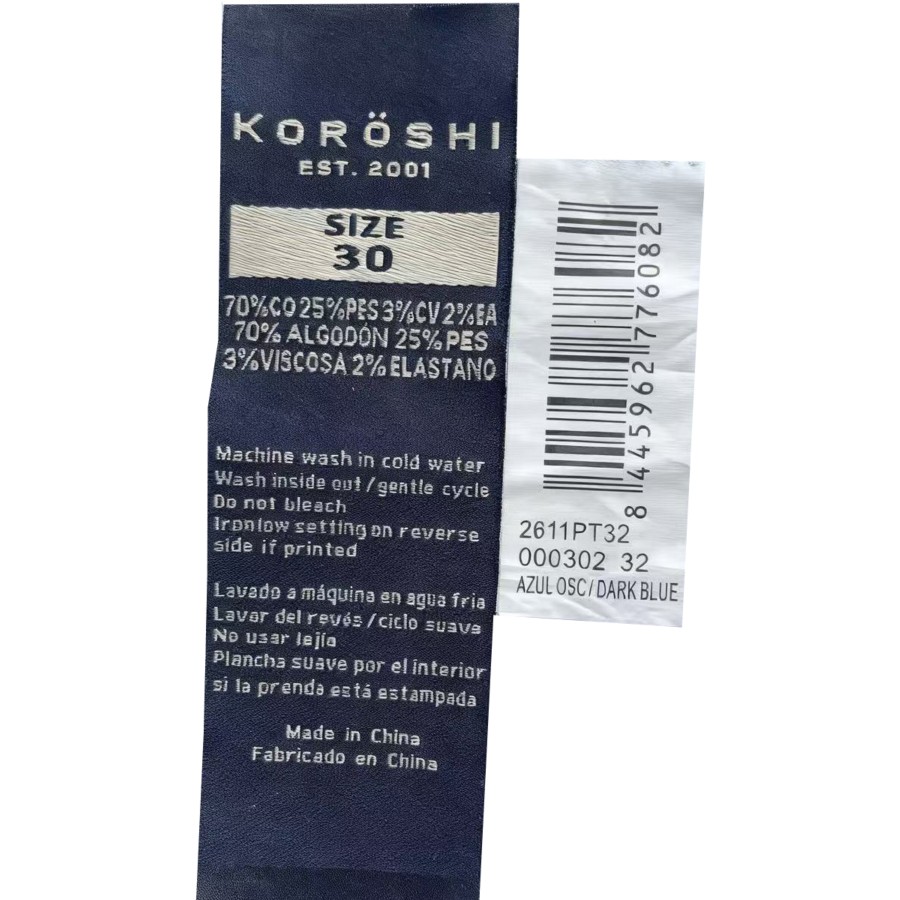 KORÖSHI
EST. 2001
SIZE
30
70%CO 25%PES 3%CV 2%EA
70% ALGODÓN 25% PES
3%VISCOSA 2% ELASTANO
Machine wash in cold water
Wash inside out / gentle cycle
Do not bleach
Iron low setting on reverse
side if printed
Lavado a máquina en agua fría
Lavar del revés / ciclo suave
No usar lejía
Plancha suave por el interior
si la prenda está estampada
Made in China
Fabricado en China
8 445962 776082
2611PT32
000302 32
AZUL OSC / DARK BLUE